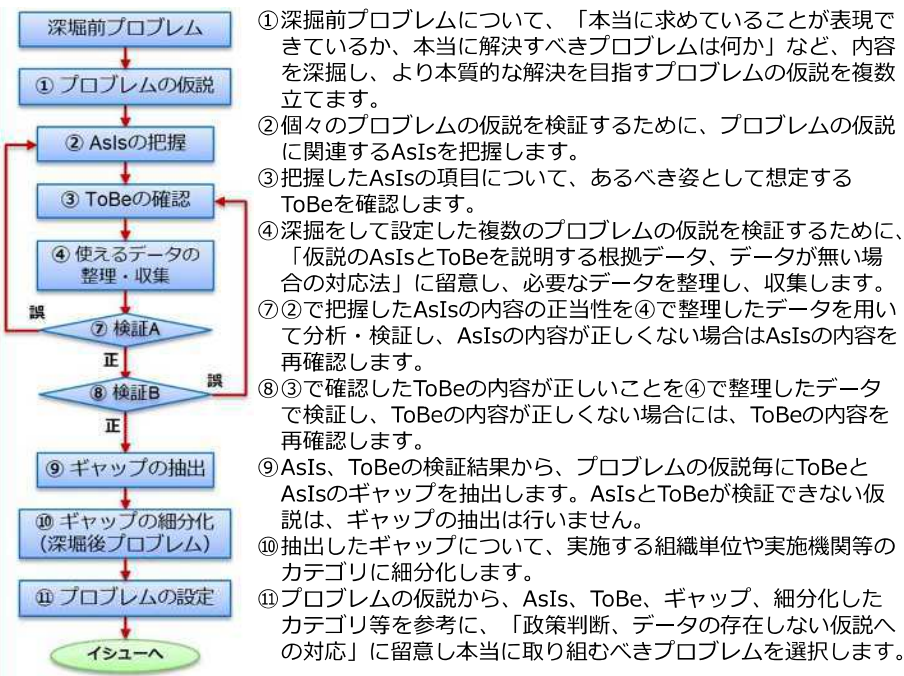 深堀前プロブレム
① プロブレムの仮説
② AsIsの把握
③ ToBeの確認
④ 使えるデータの
整理・収集
誤
⑦ 検証A
正
誤
⑧ 検証B
正
⑨ ギャップの抽出
⑩ ギャップの細分化
(深堀後プロブレム)
⑪ プロブレムの設定
イシューへ
①深掘前プロブレムについて、「本当に求めていることが表現で
きているか、本当に解決すべきプロブレムは何か」など、内容
を深掘し、より本質的な解決を目指すプロブレムの仮説を複数
立てます。
②個々のプロブレムの仮説を検証するために、プロブレムの仮説
に関連するAsIsを把握します。
③把握したAsIsの項目について、あるべき姿として想定する
ToBeを確認します。
④深掘をして設定した複数のプロブレムの仮説を検証するために、
「仮説のAsIsとToBeを説明する根拠データ、データが無い場
合の対応法」に留意し、必要なデータを整理し、収集します。
⑦②で把握したAsIsの内容の正当性を④で整理したデータを用い
て分析・検証し、AsIsの内容が正しくない場合はAsIsの内容を
再確認します。
⑧③で確認したToBeの内容が正しいことを④で整理したデータ
で検証し、ToBeの内容が正しくない場合には、ToBeの内容を
再確認します。
⑨AsIs、ToBeの検証結果から、プロブレムの仮説毎にToBeと
AsIsのギャップを抽出します。AsIsとToBeが検証できない仮
説は、ギャップの抽出は行いません。
⑩抽出したギャップについて、実施する組織単位や実施機関等の
カテゴリに細分化します。
⑪プロブレムの仮説から、AsIs、ToBe、ギャップ、細分化した
カテゴリ等を参考に、「政策判断、データの存在しない仮説へ
の対応」に留意し本当に取り組むべきプロブレムを選択します。